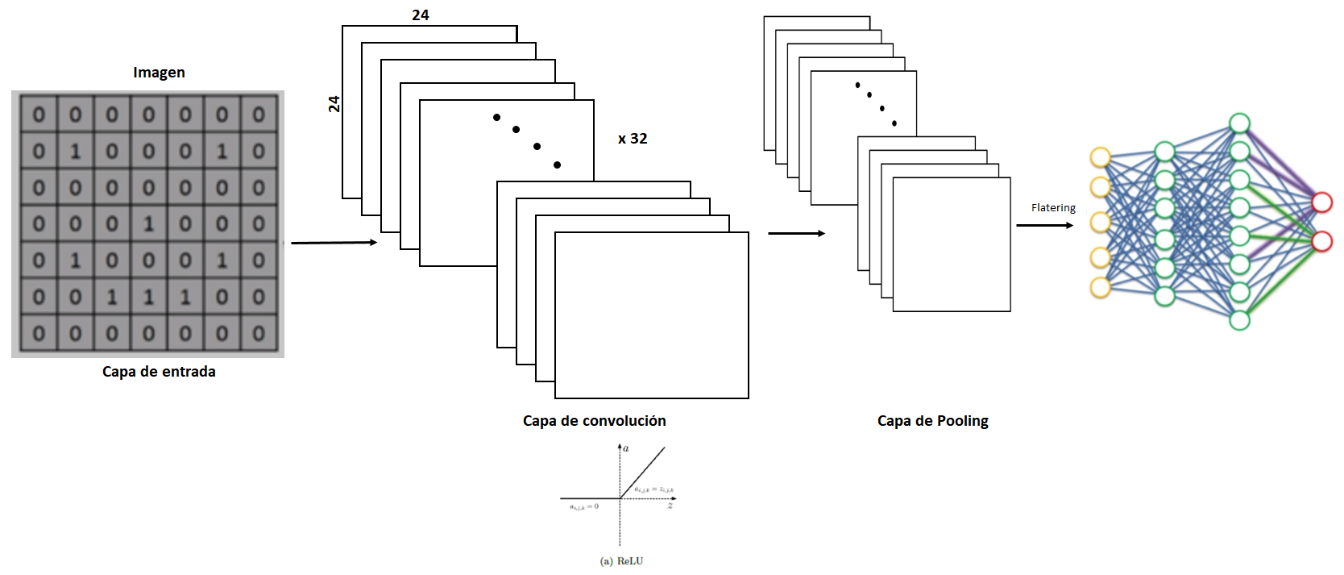 Imagen
0 0 0 0 0 0 0
0 1 0 0 0 1 0
0 0 0 0 0 0 0
0 0 0 1 0 0 0
0 1 0 0 0 1 0
0 0 1 1 1 0 0
0 0 0 0 0 0 0
Capa de entrada
24
24
x 32
Capa de convolución
a
a_{i,j,k} = z_{i,j,k}
a_{i,j,k} = 0
z
(a) ReLU
Capa de Pooling
Flatering